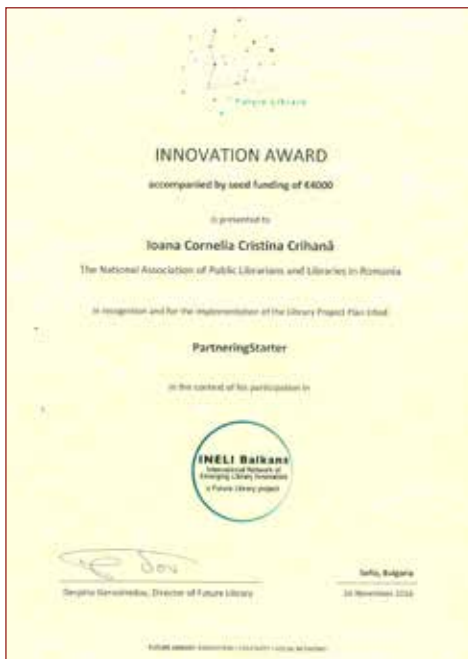 Future Library
INNOVATION AWARD
accompanied by seed funding of €4000
is presented to
Ioana Cornelia Cristina Crihană
The National Association of Public Librarians and Libraries in Romania
in recognition and for the implementation of the Library Project Plan titled:
PartneringStarter
in the context of his participation in
INELI Balkans
International Network of
Emerging Library Innovators
a Future Library project
Sofia, Bulgaria
Director of Future Library
November 2016
FUTURE LIBRARY